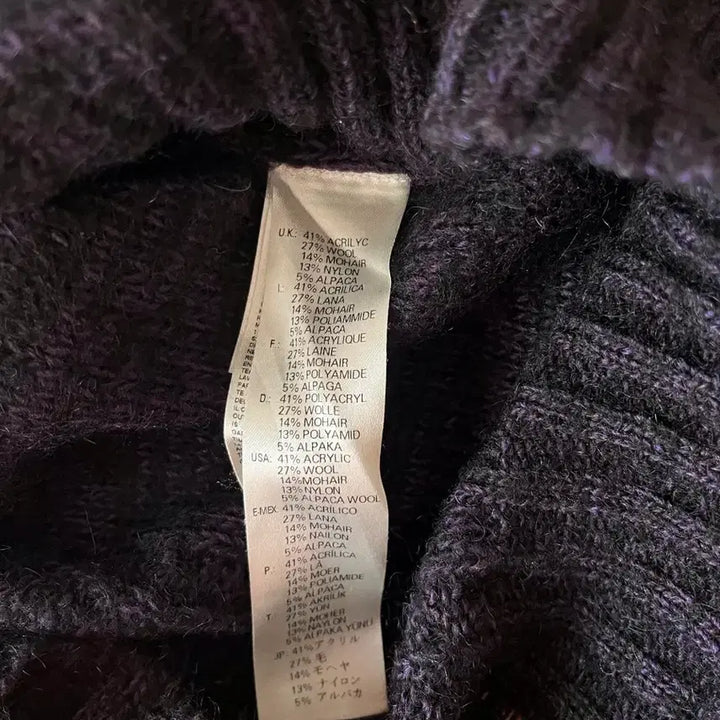 U.K.: 41% ACRILYC
27% WOOL
14% MOHAIR
13% NYLON
5% ALPACA
I.: 41% ACRILICA
27% LANA
14% MOHAIR
13% POLIAMMIDE
5% ALPACA
F.: 41% ACRYLIQUE
27% LAINE
14% MOHAIR
13% POLYAMIDE
5% ALPAGA
D.: 41% POLYACRYL
27% WOLLE
14% MOHAIR
13% POLYAMID
5% ALPAKA
USA: 41% ACRYLIC
27% WOOL
14%MOHAIR
13% NYLON
5% ALPACA WOOL
E-MEX: 41% ACRILICO
27% LANA
14% MOHAIR
13% NAILON
5% ALPACA
P.: 41% ACRÍLICA
27% LÃ
14% MOER
13% POLIAMIDE
5% ALPACA
T. 41% AKRİLİK
27% YÜN
14% MOHER
13% NAYLON
5% ALPAKA YÜNÜ
JP: 41% アクリル
27% 毛
14% モヘヤ
13% ナイロン
5% アルパカ